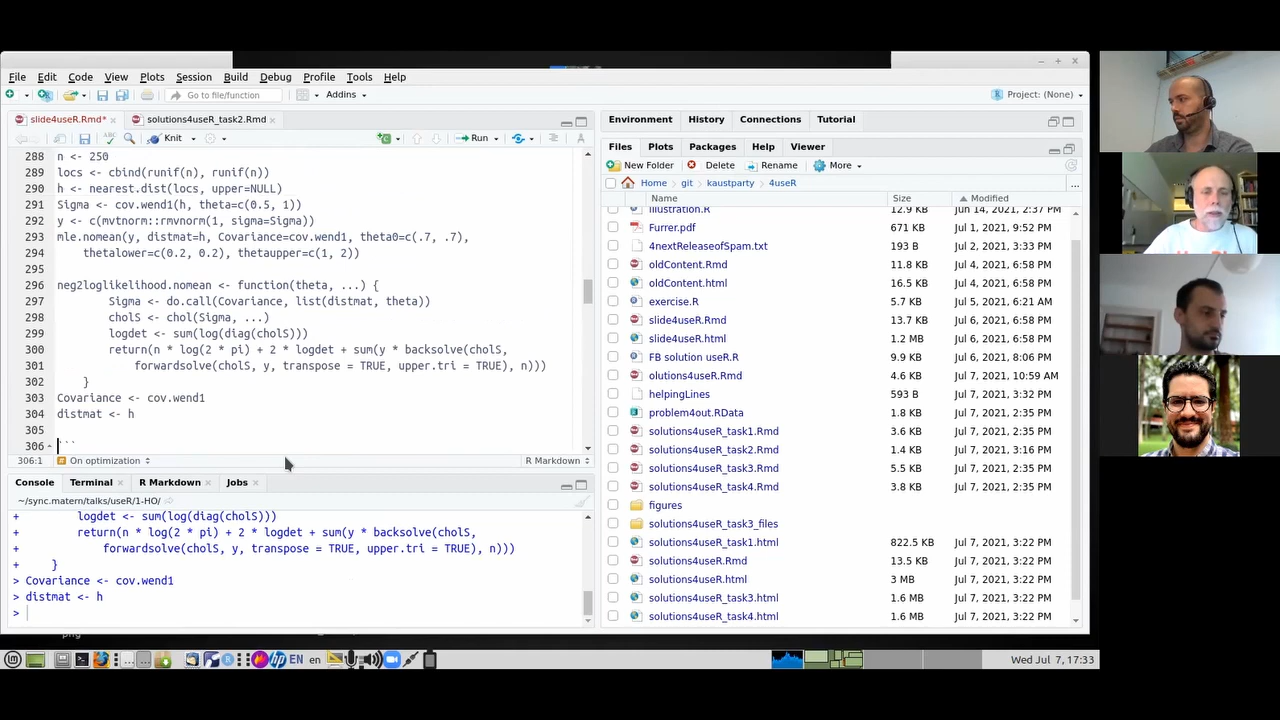 File Edit Code View Plots Session Build Debug Profile Tools Help
Go to file/function Addins Project: (None)
slide4useR.Rmd* solutions4useR_task2.Rmd
Knit Run
288 n <- 250
289 locs <- cbind(runif(n), runif(n))
290 h <- nearest.dist(locs, upper=NULL)
291 Sigma <- cov.wend1(h, theta=c(0.5, 1))
292 y <- c(mvtnorm::rmvnorm(1, sigma=Sigma))
293 mle.nomean(y, distmat=h, Covariance=cov.wend1, theta0=c(.7, .7),
294 thetalower=c(0.2, 0.2), thetaupper=c(1, 2))
295
296 neg2loglikelihood.nomean <- function(theta, ...) {
297 Sigma <- do.call(Covariance, list(distmat, theta))
298 cholS <- chol(Sigma, ...)
299 logdet <- sum(log(diag(cholS)))
300 return(n * log(2 * pi) + 2 * logdet + sum(y * backsolve(cholS,
301 forwardsolve(cholS, y, transpose = TRUE, upper.tri = TRUE), n)))
302 }
303 Covariance <- cov.wend1
304 distmat <- h
305
306 ```
306:1 On optimization R Markdown
Console Terminal R Markdown Jobs
~/sync.matern/talks/useR/1-HO/
+ logdet <- sum(log(diag(cholS)))
+ return(n * log(2 * pi) + 2 * logdet + sum(y * backsolve(cholS,
+ forwardsolve(cholS, y, transpose = TRUE, upper.tri = TRUE), n)))
+ }
> Covariance <- cov.wend1
> distmat <- h
>
Environment History Connections Tutorial
Files Plots Packages Help Viewer
New Folder Delete Rename More
Home git kaustparty 4useR ...
Name Size Modified
illustration.R 12.9 KB Jun 14, 2021, 2:37 PM
Furrer.pdf 671 KB Jul 1, 2021, 9:52 PM
4nextReleaseofSpam.txt 193 B Jul 2, 2021, 3:33 PM
oldContent.Rmd 11.8 KB Jul 4, 2021, 6:58 PM
oldContent.html 16.5 KB Jul 4, 2021, 6:58 PM
exercise.R 5.7 KB Jul 5, 2021, 6:21 AM
slide4useR.Rmd 13.7 KB Jul 6, 2021, 6:58 PM
slide4useR.html 1.2 MB Jul 6, 2021, 6:58 PM
FB solution useR.R 9.9 KB Jul 6, 2021, 8:06 PM
olutions4useR.Rmd 4.6 KB Jul 7, 2021, 10:59 AM
helpingLines 593 B Jul 7, 2021, 3:32 PM
problem4out.RData 1.8 KB Jul 7, 2021, 2:35 PM
solutions4useR_task1.Rmd 3.6 KB Jul 7, 2021, 2:35 PM
solutions4useR_task2.Rmd 1.4 KB Jul 7, 2021, 3:16 PM
solutions4useR_task3.Rmd 5.5 KB Jul 7, 2021, 2:35 PM
solutions4useR_task4.Rmd 3.8 KB Jul 7, 2021, 2:35 PM
figures
solutions4useR_task3_files
solutions4useR_task1.html 822.5 KB Jul 7, 2021, 3:22 PM
solutions4useR.Rmd 13.5 KB Jul 7, 2021, 3:22 PM
solutions4useR.html 3 MB Jul 7, 2021, 3:22 PM
solutions4useR_task3.html 1.6 MB Jul 7, 2021, 3:22 PM
solutions4useR_task4.html 1.6 MB Jul 7, 2021, 3:22 PM
png
EN en Wed Jul 7, 17:33